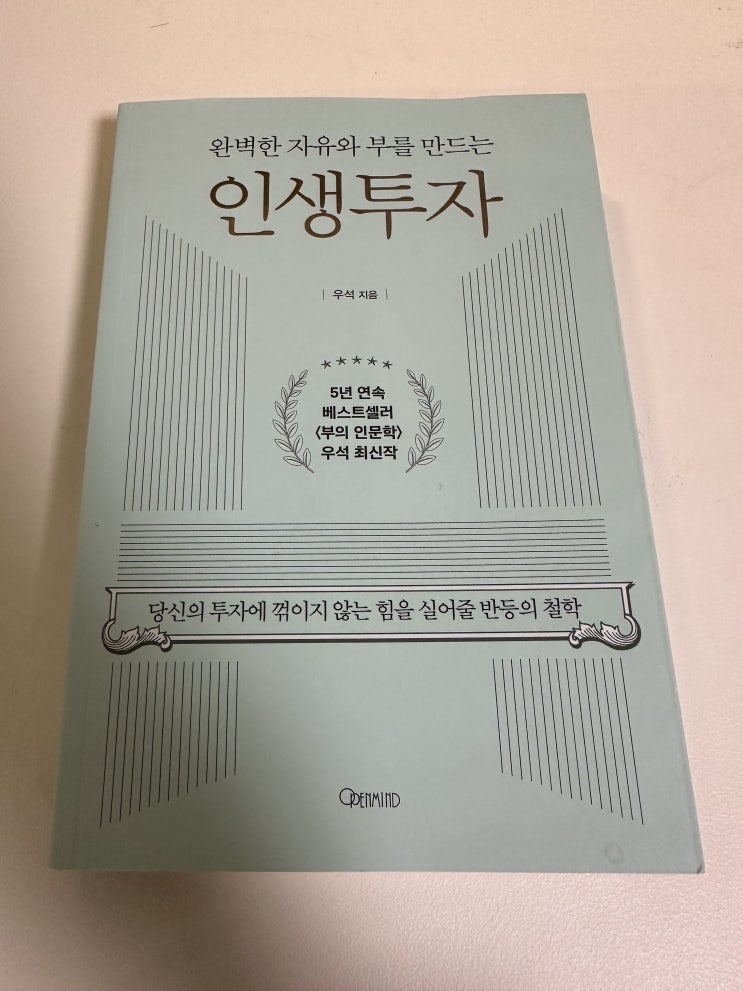 완벽한 자유와 부를 만드는
인생투자
| 우석 지음 |
5년 연속
베스트셀러
〈부의 인문학〉
우석 최신작
당신의 투자에 꺾이지 않는 힘을 실어줄 반등의 철학
OPENMIND